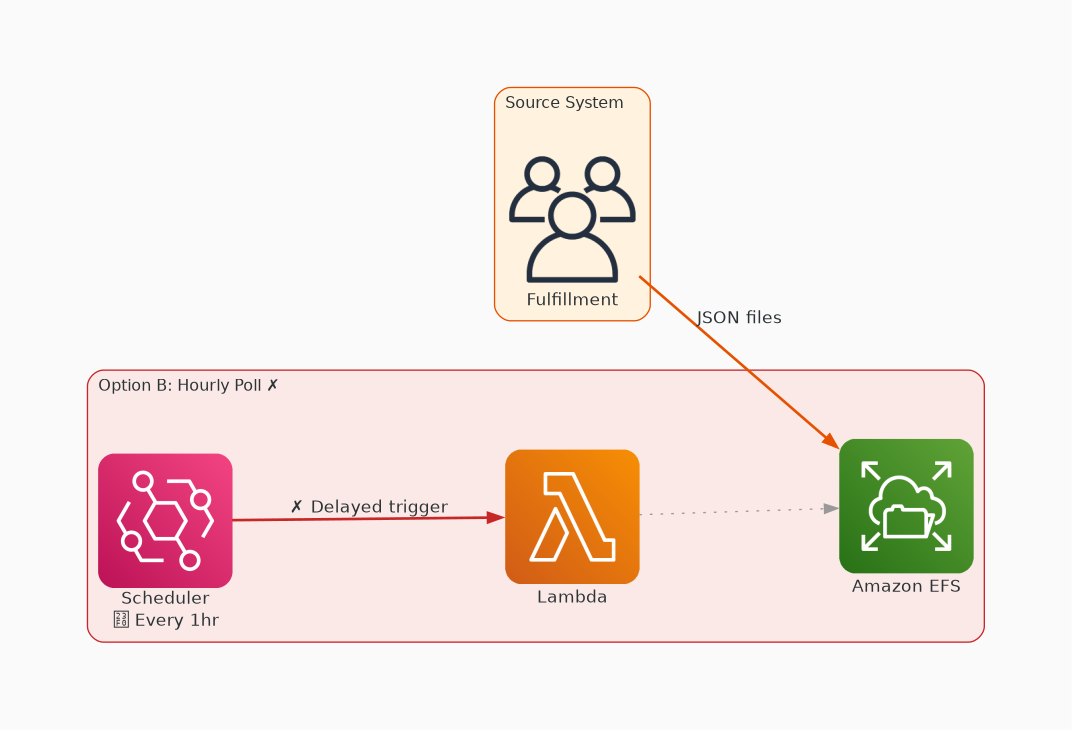 Source System
Fulfillment
JSON files
Option B: Hourly Poll ✗
✗ Delayed trigger
Scheduler
Every 1hr
Lambda
Amazon EFS